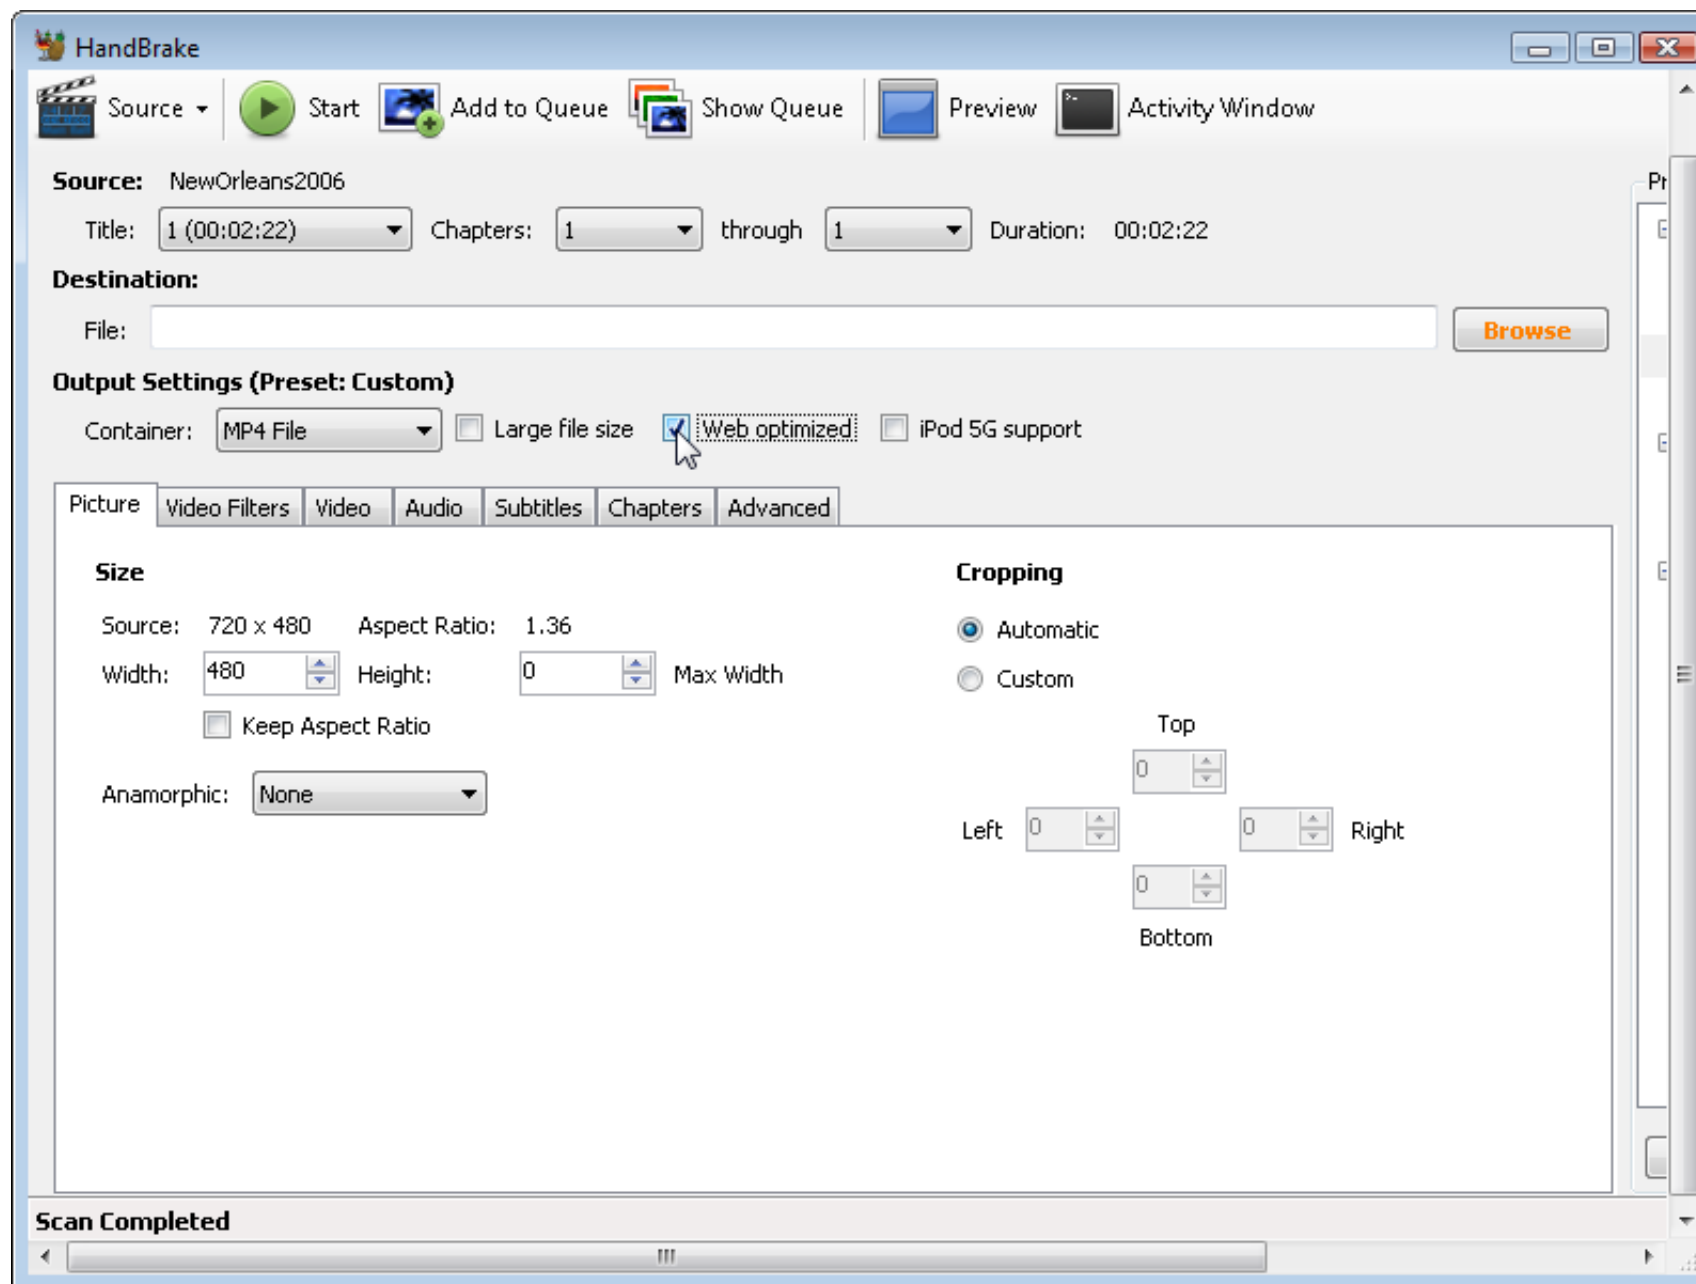 HandBrake
Source Start Add to Queue Show Queue Preview Activity Window
Source: NewOrleans2006
Title: 1 (00:02:22) Chapters: 1 through 1 Duration: 00:02:22
Destination:
File: Browse
Output Settings (Preset: Custom)
Container: MP4 File Large file size Web optimized iPod 5G support
Picture Video Filters Video Audio Subtitles Chapters Advanced
Size Cropping
Source: 720 x 480 Aspect Ratio: 1.36 Automatic
Width: 480 Height: 0 Max Width Custom
Keep Aspect Ratio Top
Anamorphic: None 0
Left 0 0 Right
0
Bottom
Scan Completed